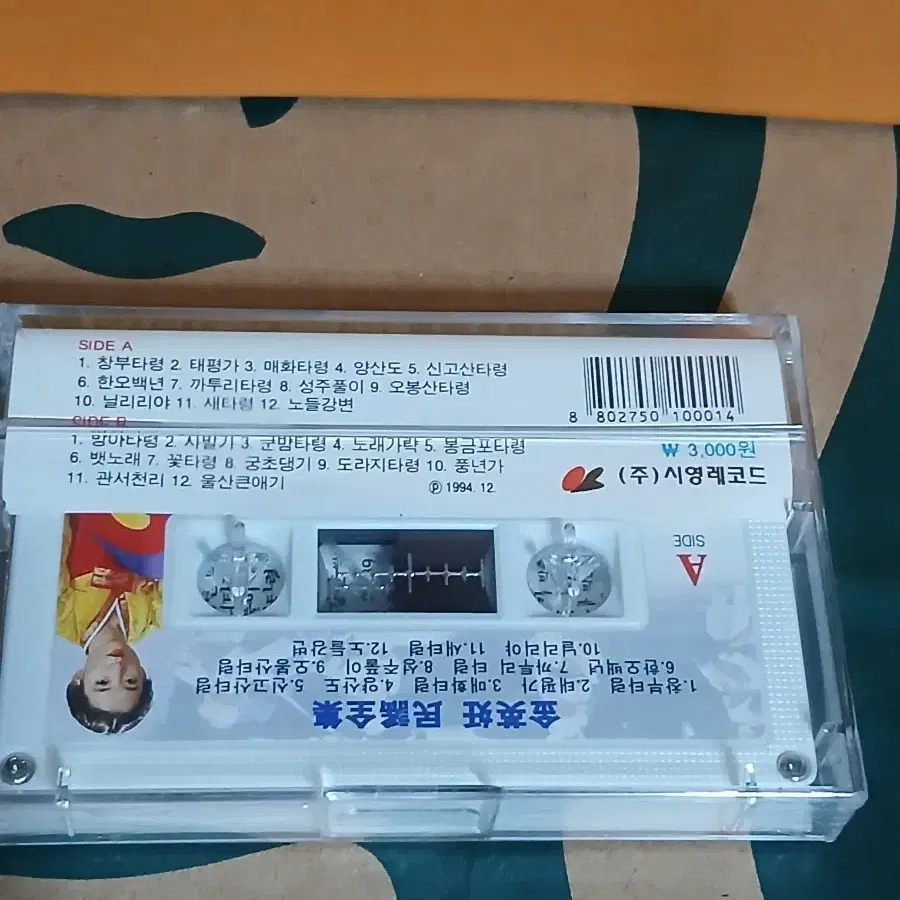 SIDE A
1. 창부타령 2. 태평가 3. 매화타령 4. 양산도 5. 신고산타령
6. 한오백년 7. 까투리타령 8. 성주풀이 9. 오봉산타령
10. 닐리리야 11. 새타령 12. 노들강변
8 802750 100014
SIDE B
1. 방아타령 2. 사발가 3. 군밤타령 4. 노래가락 5. 봉금포타령
6. 뱃노래 7. 꽃타령 8. 궁초댕기 9. 도라지타령 10. 풍년가
11. 관서천리 12. 울산큰애기
ⓟ 1994. 12.
₩ 3,000원
(주)시영레코드
A
SIDE
金英姙 民謠全集
1.창부타령 2.태평가 3.매화타령 4.양산도 5.신고산타령
6.한오백년 7.까투리 타령 8.성주풀이 9.오봉산타령
10.닐리리야 11.새타령 12.노들강변